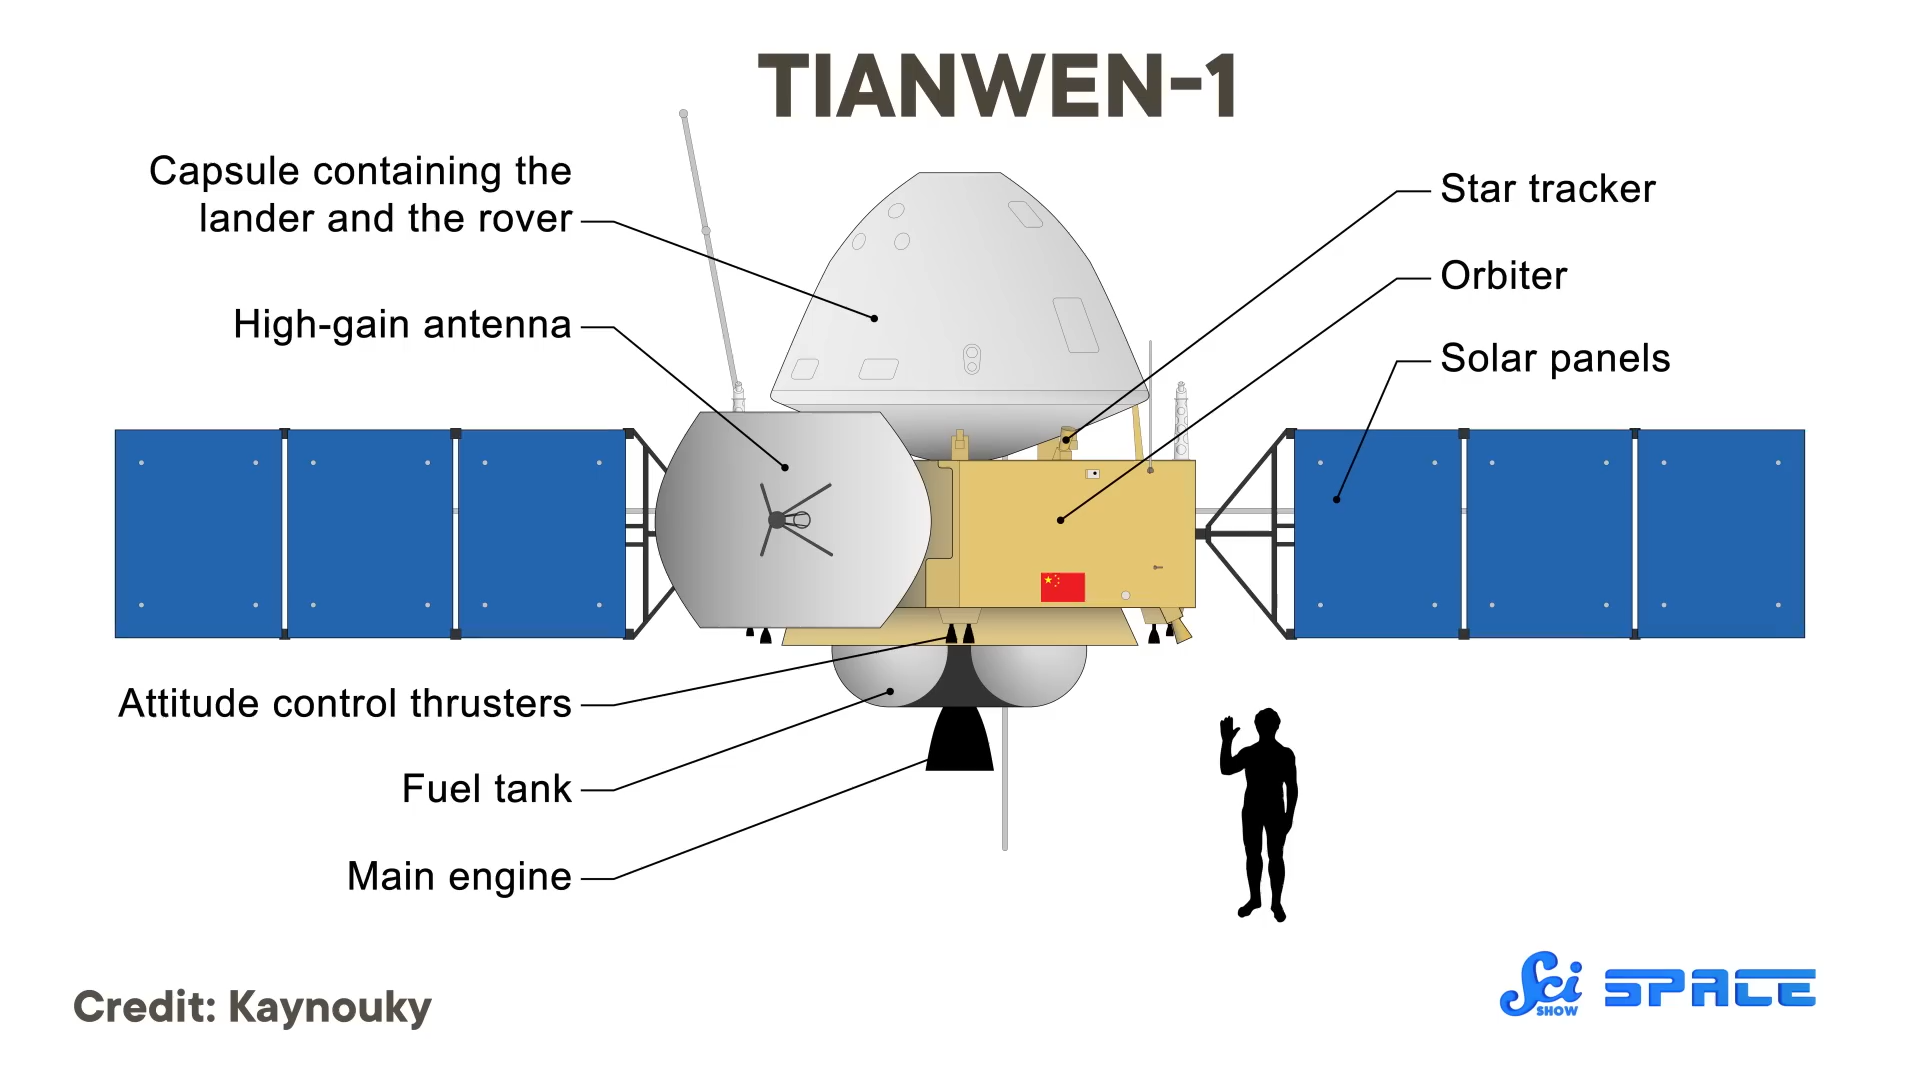 TIANWEN-1
Capsule containing the
lander and the rover
High-gain antenna
Star tracker
Orbiter
Solar panels
Attitude control thrusters
Fuel tank
Main engine
Credit: Kaynouky
Sci SHOW SPACE